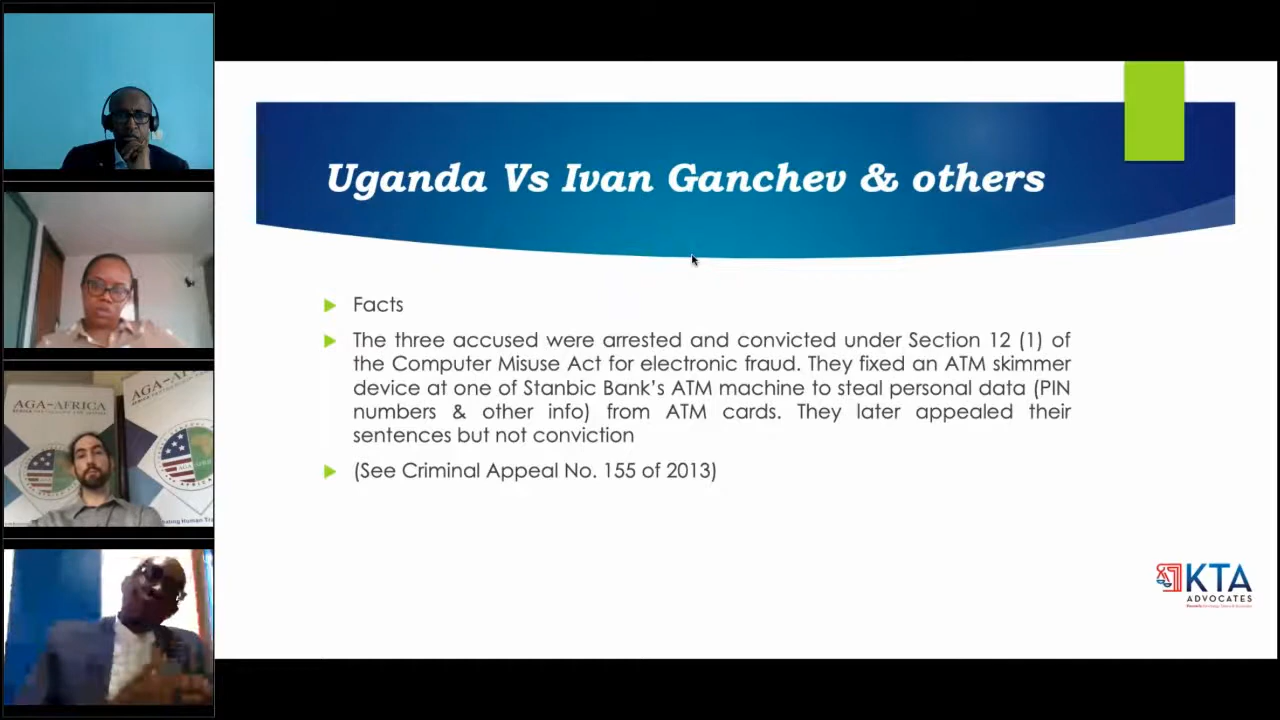 Uganda Vs Ivan Ganchev & others
Facts
The three accused were arrested and convicted under Section 12 (1) of
the Computer Misuse Act for electronic fraud. They fixed an ATM skimmer
device at one of Stanbic Bank's ATM machine to steal personal data (PIN
numbers & other info) from ATM cards. They later appealed their
sentences but not conviction
(See Criminal Appeal No. 155 of 2013)
KTA
ADVOCATES
AGA-AFRICA